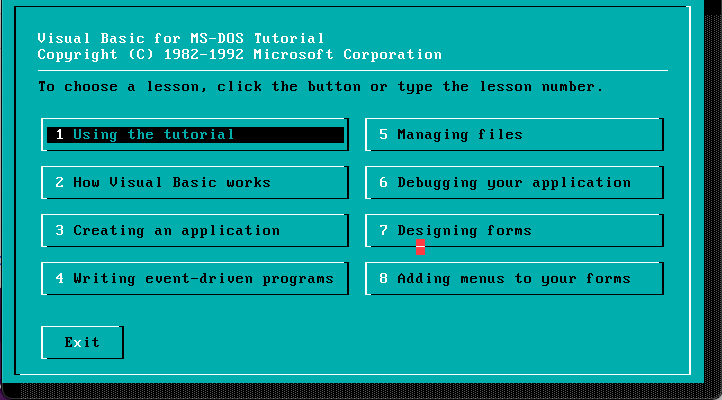 Visual Basic for MS-DOS Tutorial
Copyright (C) 1982-1992 Microsoft Corporation
To choose a lesson, click the button or type the lesson number.
1 Using the tutorial
2 How Visual Basic works
3 Creating an application
4 Writing event-driven programs
5 Managing files
6 Debugging your application
7 Designing forms
8 Adding menus to your forms
Exit